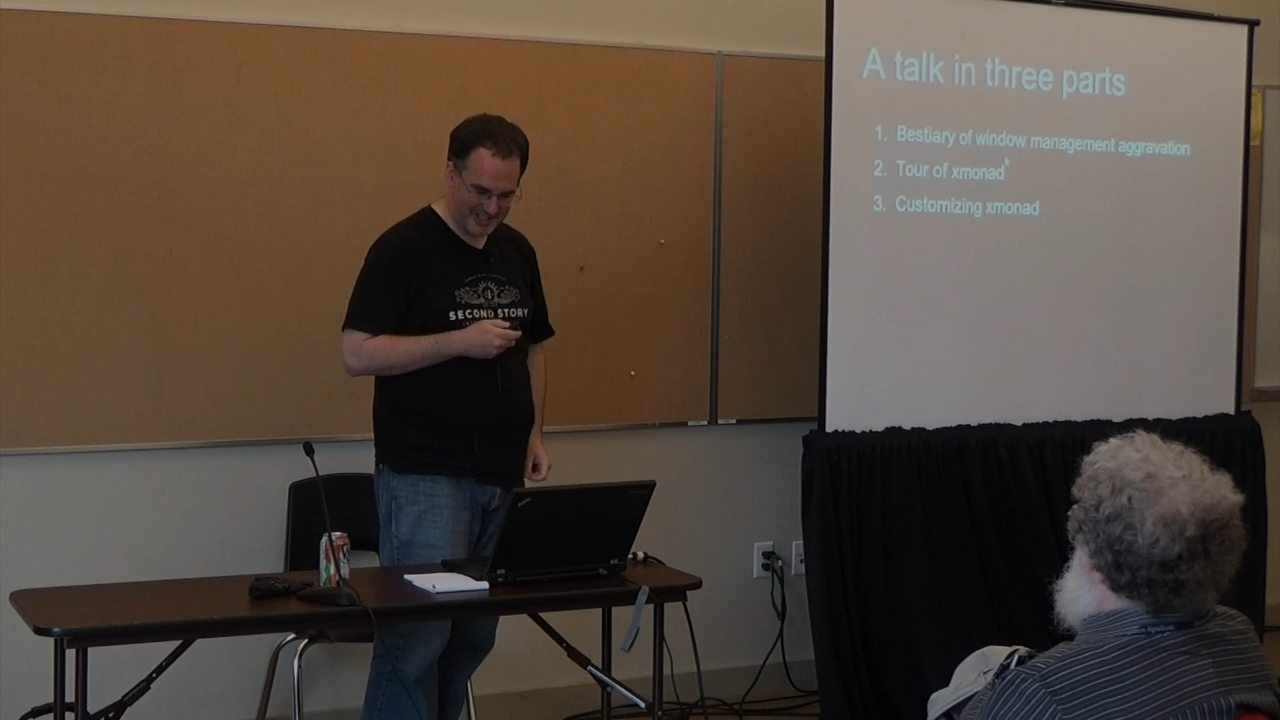 A talk in three parts
1. Bestiary of window management aggravation
2. Tour of xmonad
3. Customizing xmonad
SECOND STORY